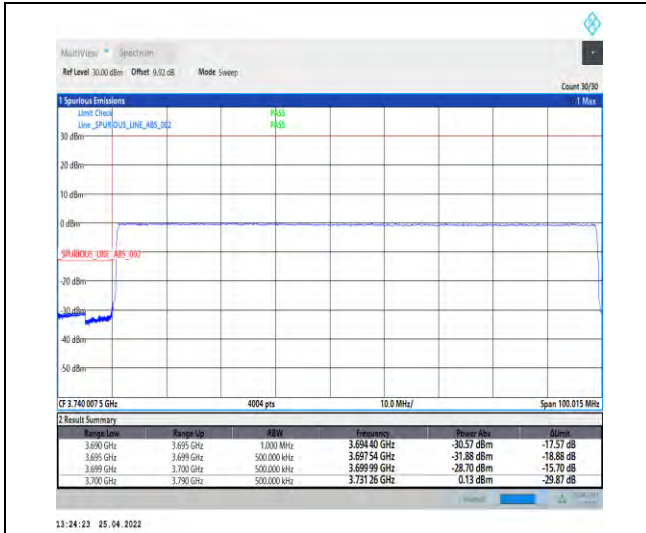 MultiView Spectrum
Ref Level 30.00 dBm Offset 9.92 dB Mode Sweep
Count 30/30
1 Spurious Emissions 1 Max
Limit Check PASS
Line _SPURIOUS_LINE_ABS_002 PASS
30 dBm
20 dBm
10 dBm
0 dBm
_SPURIOUS_LINE_ABS_002
-20 dBm
-30 dBm
-40 dBm
-50 dBm
CF 3.740 007 5 GHz 4004 pts 10.0 MHz/ Span 100.015 MHz
2 Result Summary
Range Low Range Up RBW Frequency Power Abs ΔLimit
3.690 GHz 3.695 GHz 1.000 MHz 3.694 40 GHz -30.57 dBm -17.57 dB
3.695 GHz 3.699 GHz 500.000 kHz 3.697 54 GHz -31.88 dBm -18.88 dB
3.699 GHz 3.700 GHz 500.000 kHz 3.699 99 GHz -28.70 dBm -15.70 dB
3.700 GHz 3.790 GHz 500.000 kHz 3.731 26 GHz 0.13 dBm -29.87 dB
13:24:23 25.04.2022